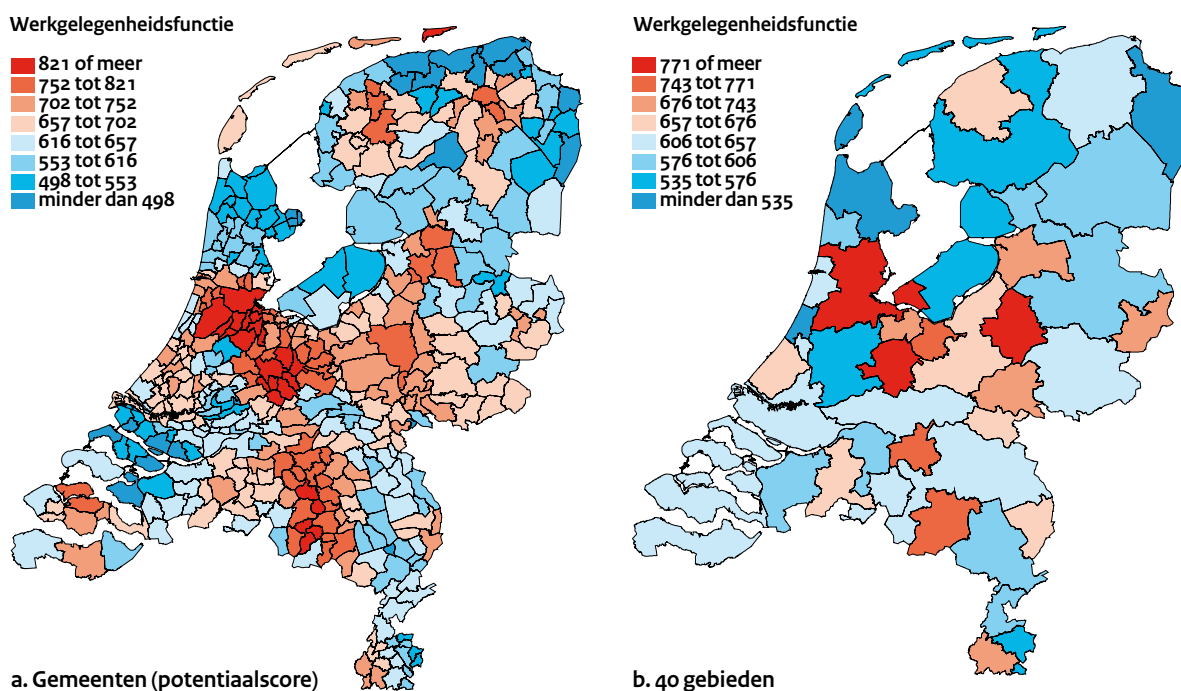 Werkgelegenheidsfunctie
821 of meer
752 tot 821
702 tot 752
657 tot 702
616 tot 657
553 tot 616
498 tot 553
minder dan 498
a. Gemeenten (potentiaalscore)
Werkgelegenheidsfunctie
771 of meer
743 tot 771
676 tot 743
657 tot 676
606 tot 657
576 tot 606
535 tot 576
minder dan 535
b. 40 gebieden